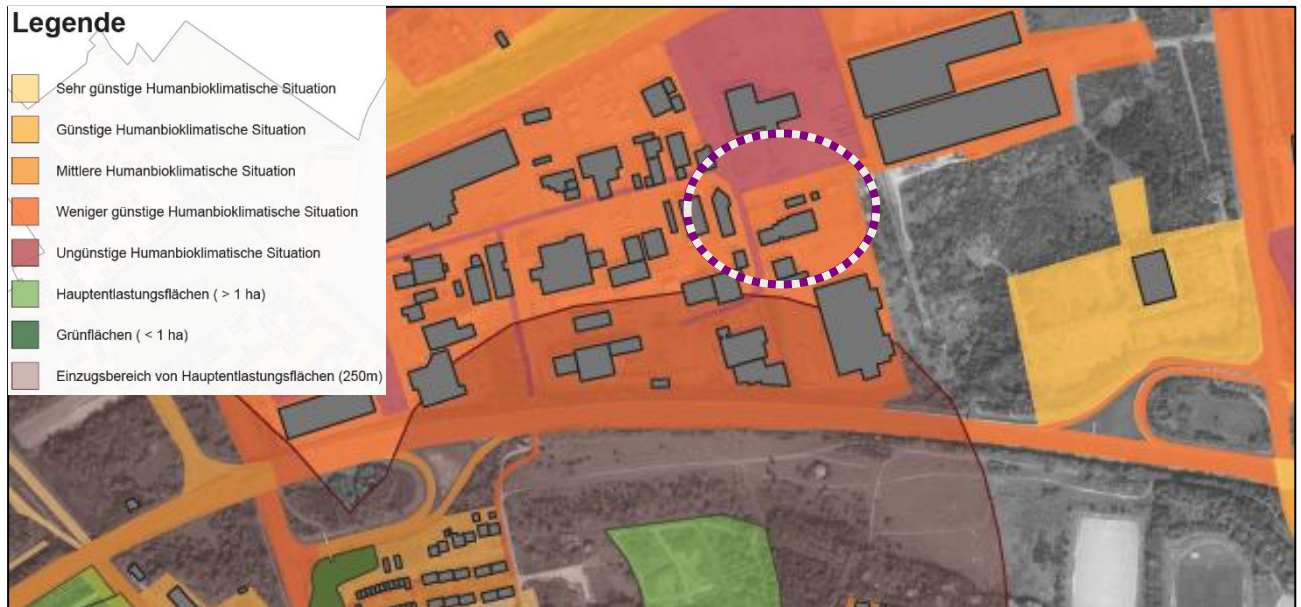 Legende
Sehr günstige Humanbioklimatische Situation
Günstige Humanbioklimatische Situation
Mittlere Humanbioklimatische Situation
Weniger günstige Humanbioklimatische Situation
Ungünstige Humanbioklimatische Situation
Hauptentlastungsflächen ( > 1 ha)
Grünflächen ( < 1 ha)
Einzugsbereich von Hauptentlastungsflächen (250m)